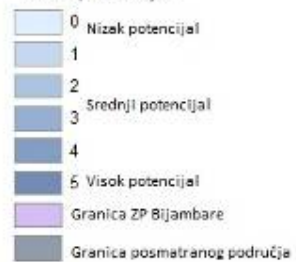 0 Nizak potencijal
1
2
Srednji potencijal
3
4
5 Visok potencijal
Granica ZP Bijambare
Granica posmatranog područja